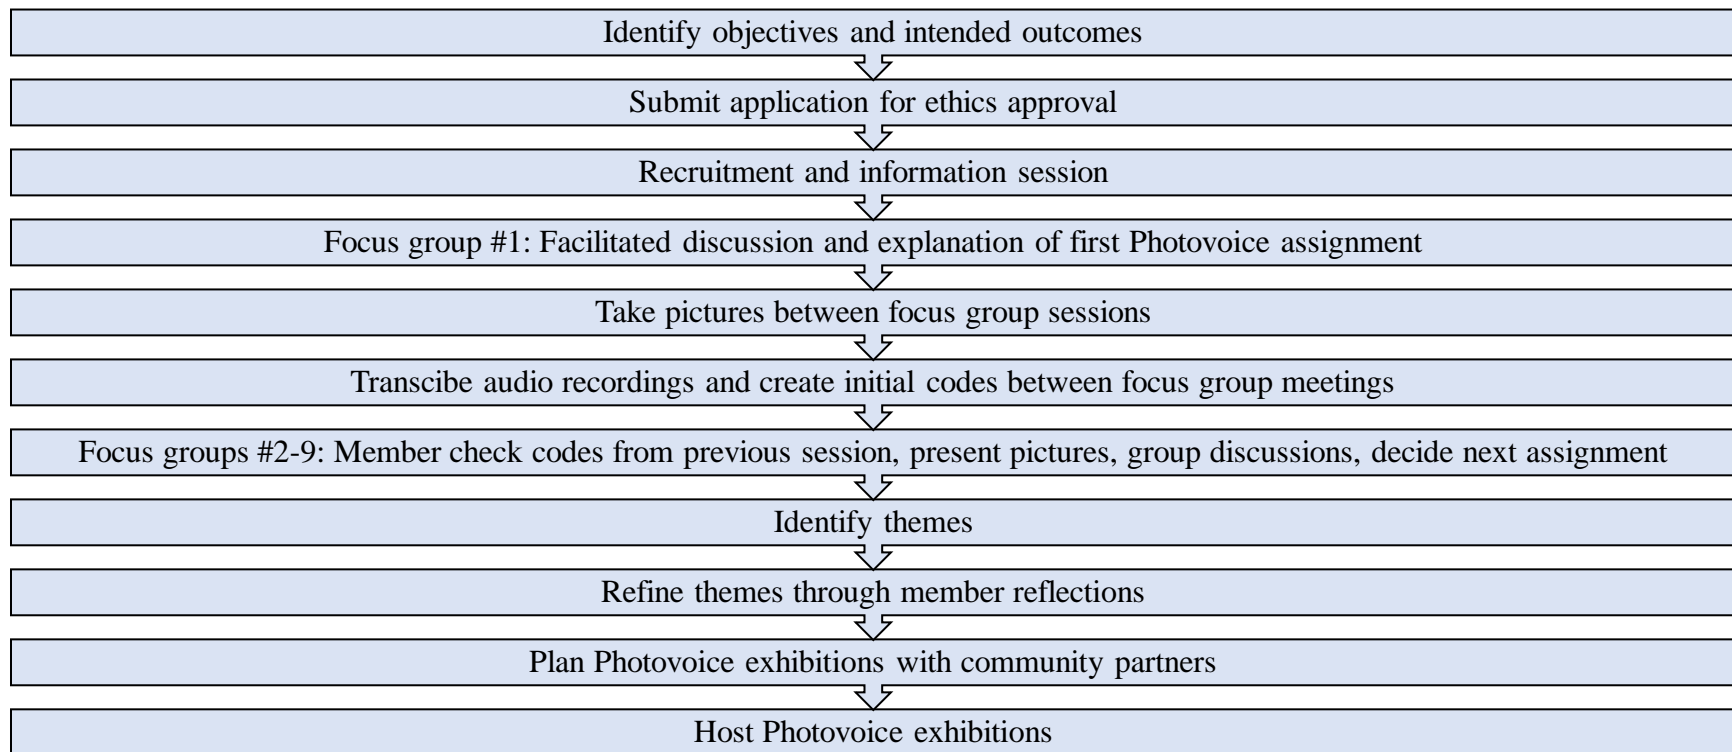 Identify objectives and intended outcomes
Submit application for ethics approval
Recruitment and information session
Focus group #1: Facilitated discussion and explanation of first Photovoice assignment
Take pictures between focus group sessions
Transcibe audio recordings and create initial codes between focus group meetings
Focus groups #2-9: Member check codes from previous session, present pictures, group discussions, decide next assignment
Identify themes
Refine themes through member reflections
Plan Photovoice exhibitions with community partners
Host Photovoice exhibitions